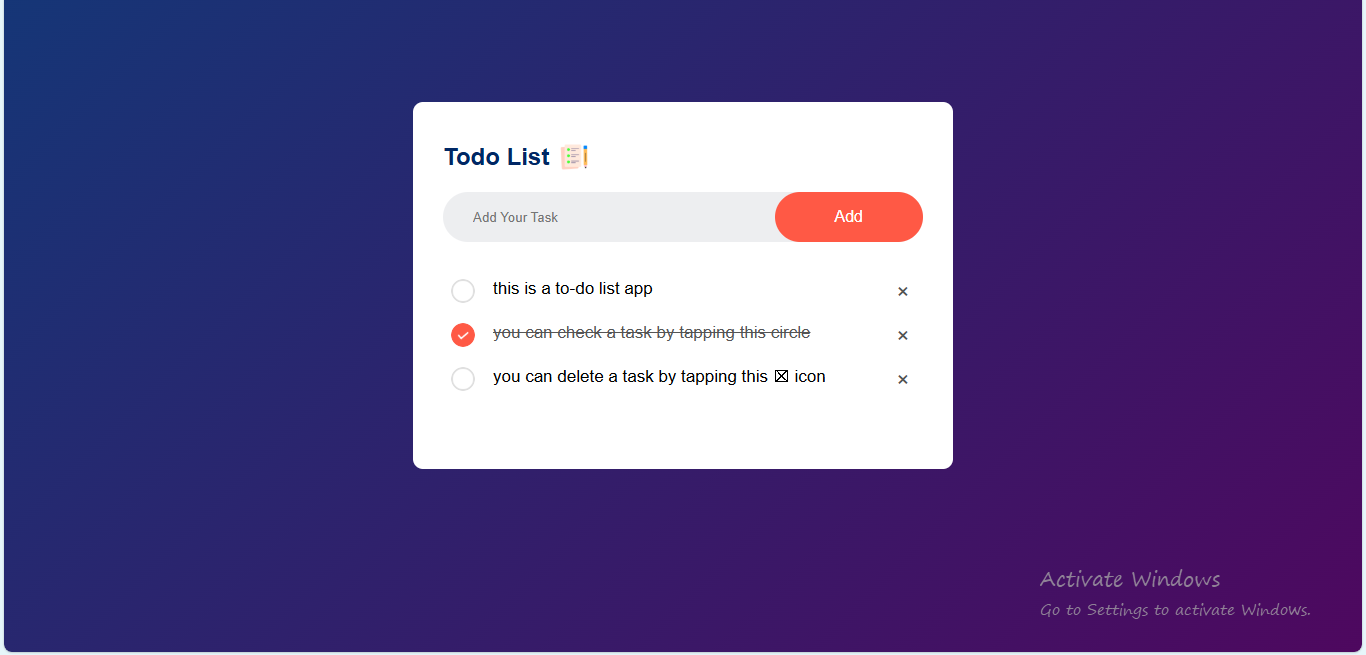 Todo List
Add Your Task
Add
this is a to-do list app
×
you can check a task by tapping this circle
×
you can delete a task by tapping this ☒ icon
×
Activate Windows
Go to Settings to activate Windows.